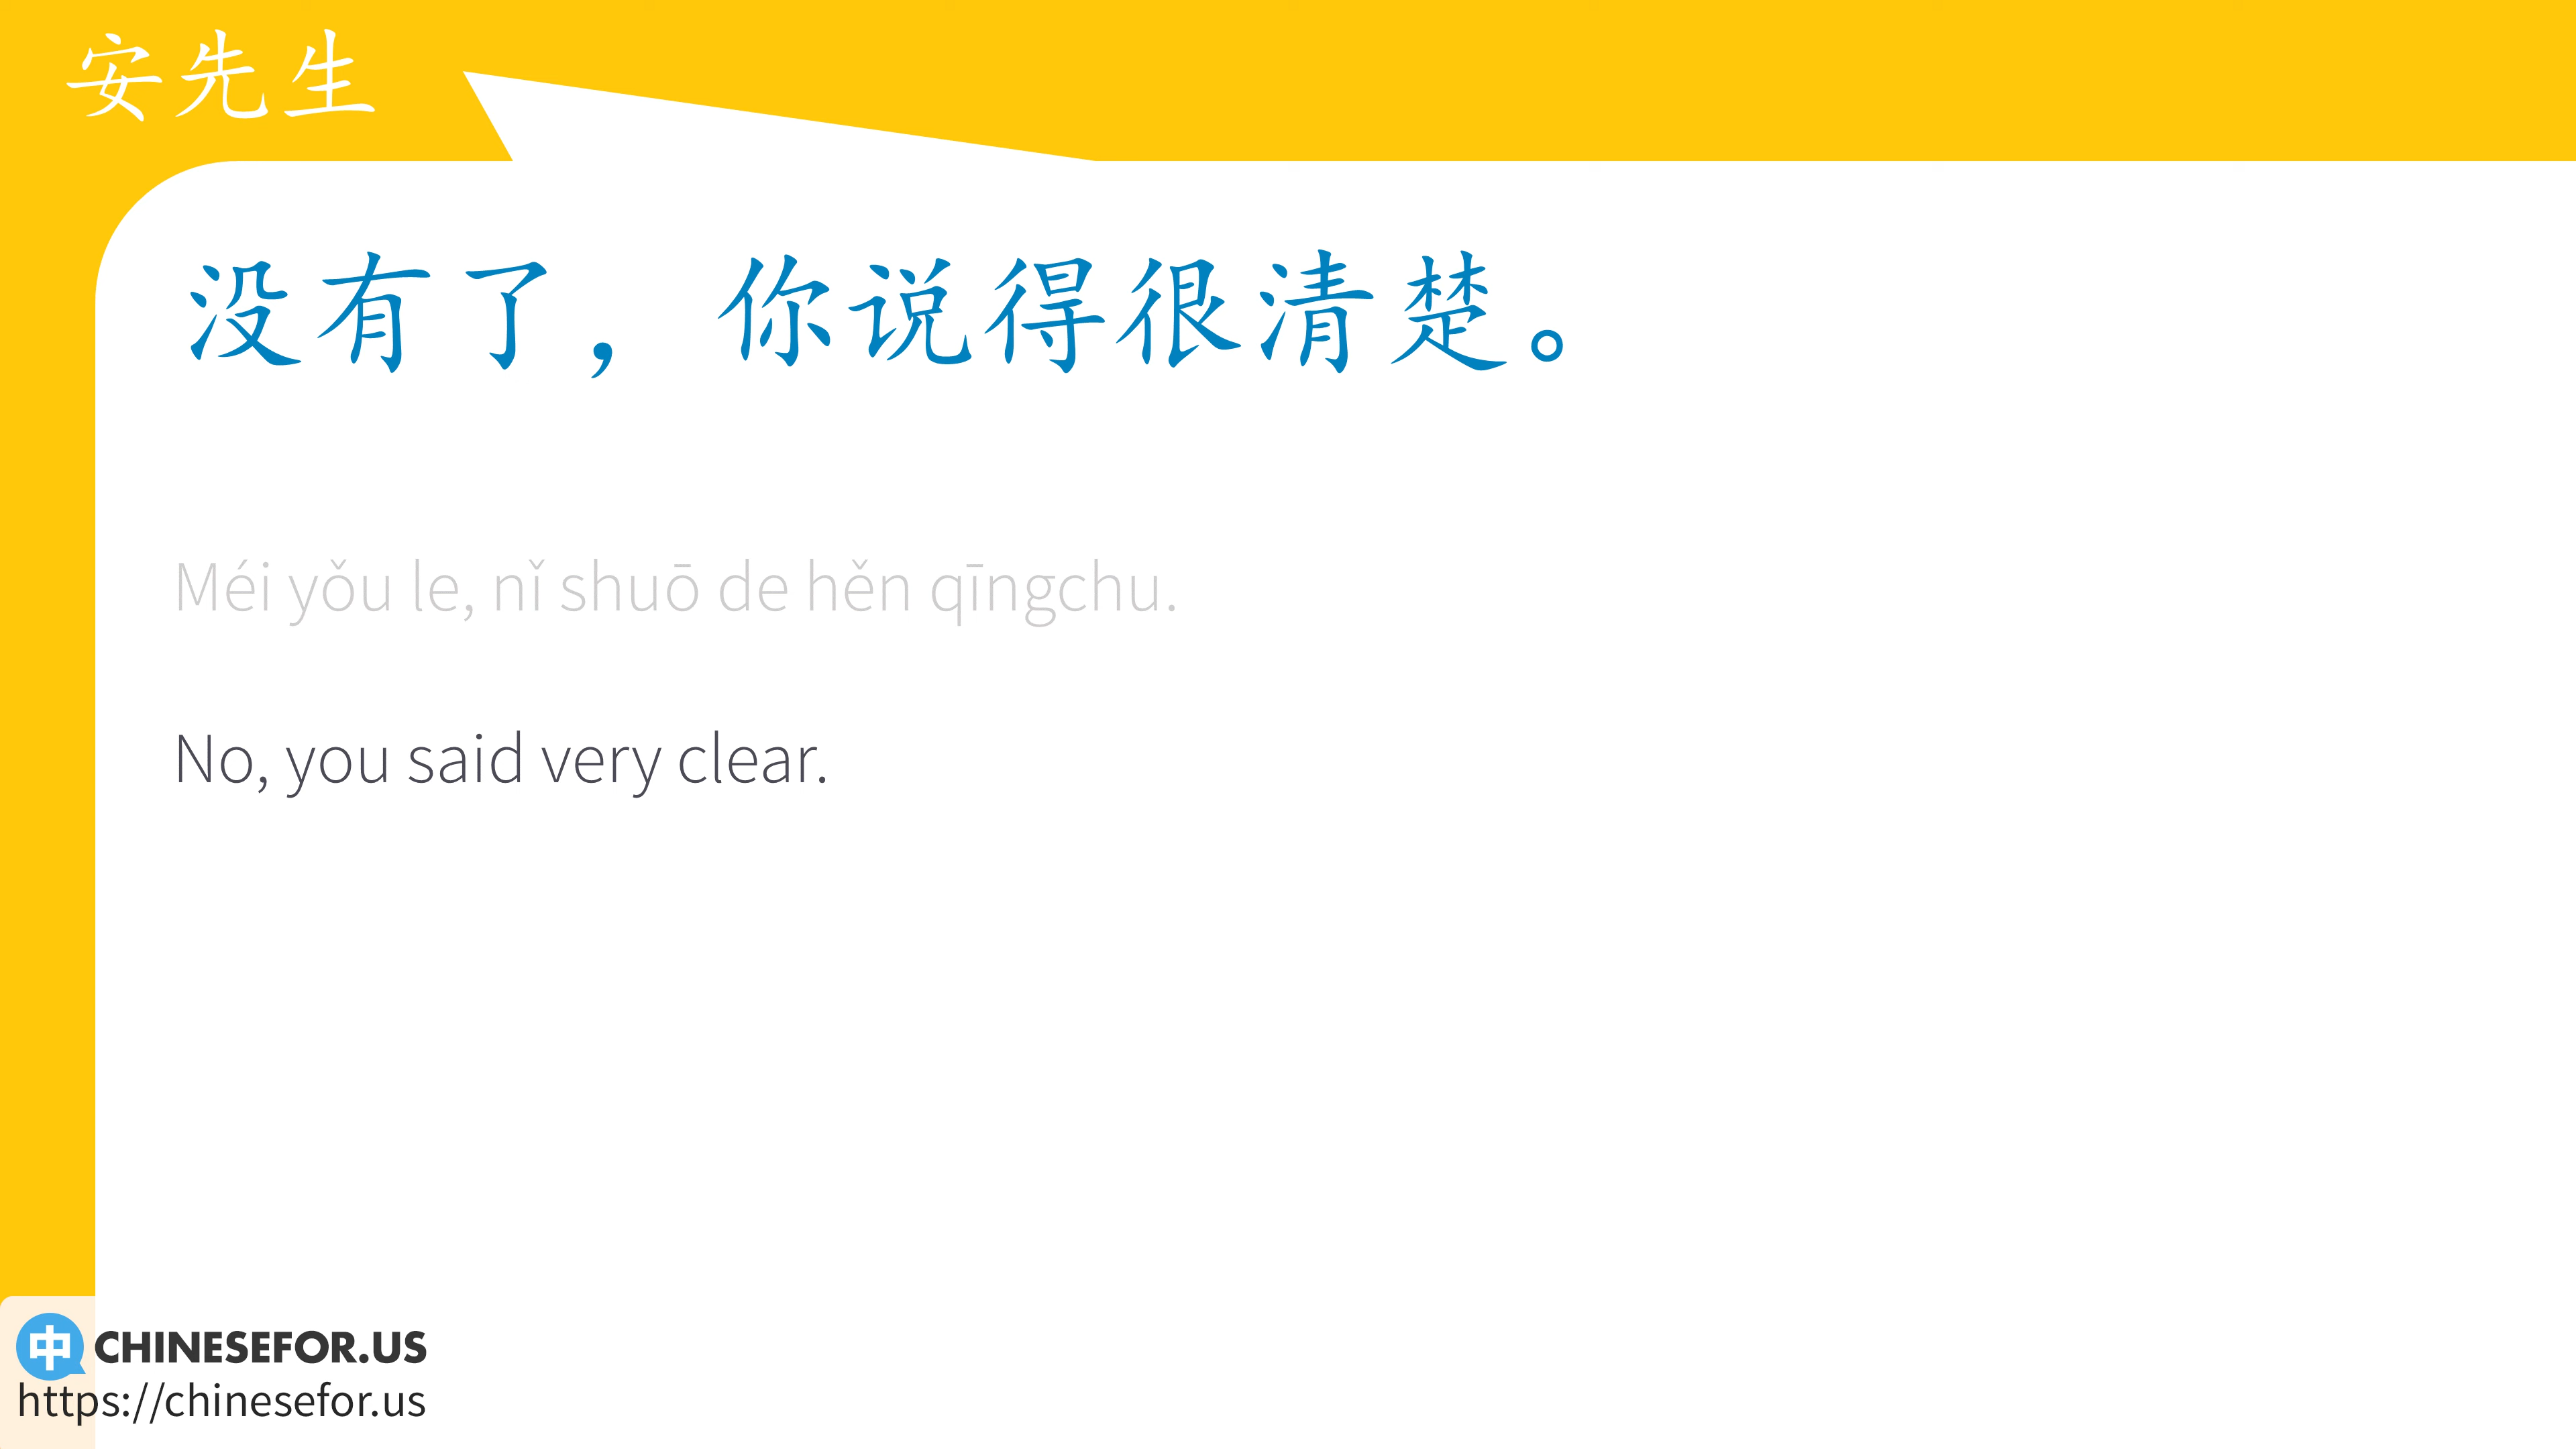 安先生
没有了，你说得很清楚。
Méi yǒu le, nǐ shuō de hěn qīngchu.
No, you said very clear.
中 CHINESEFOR.US
https://chinesefor.us